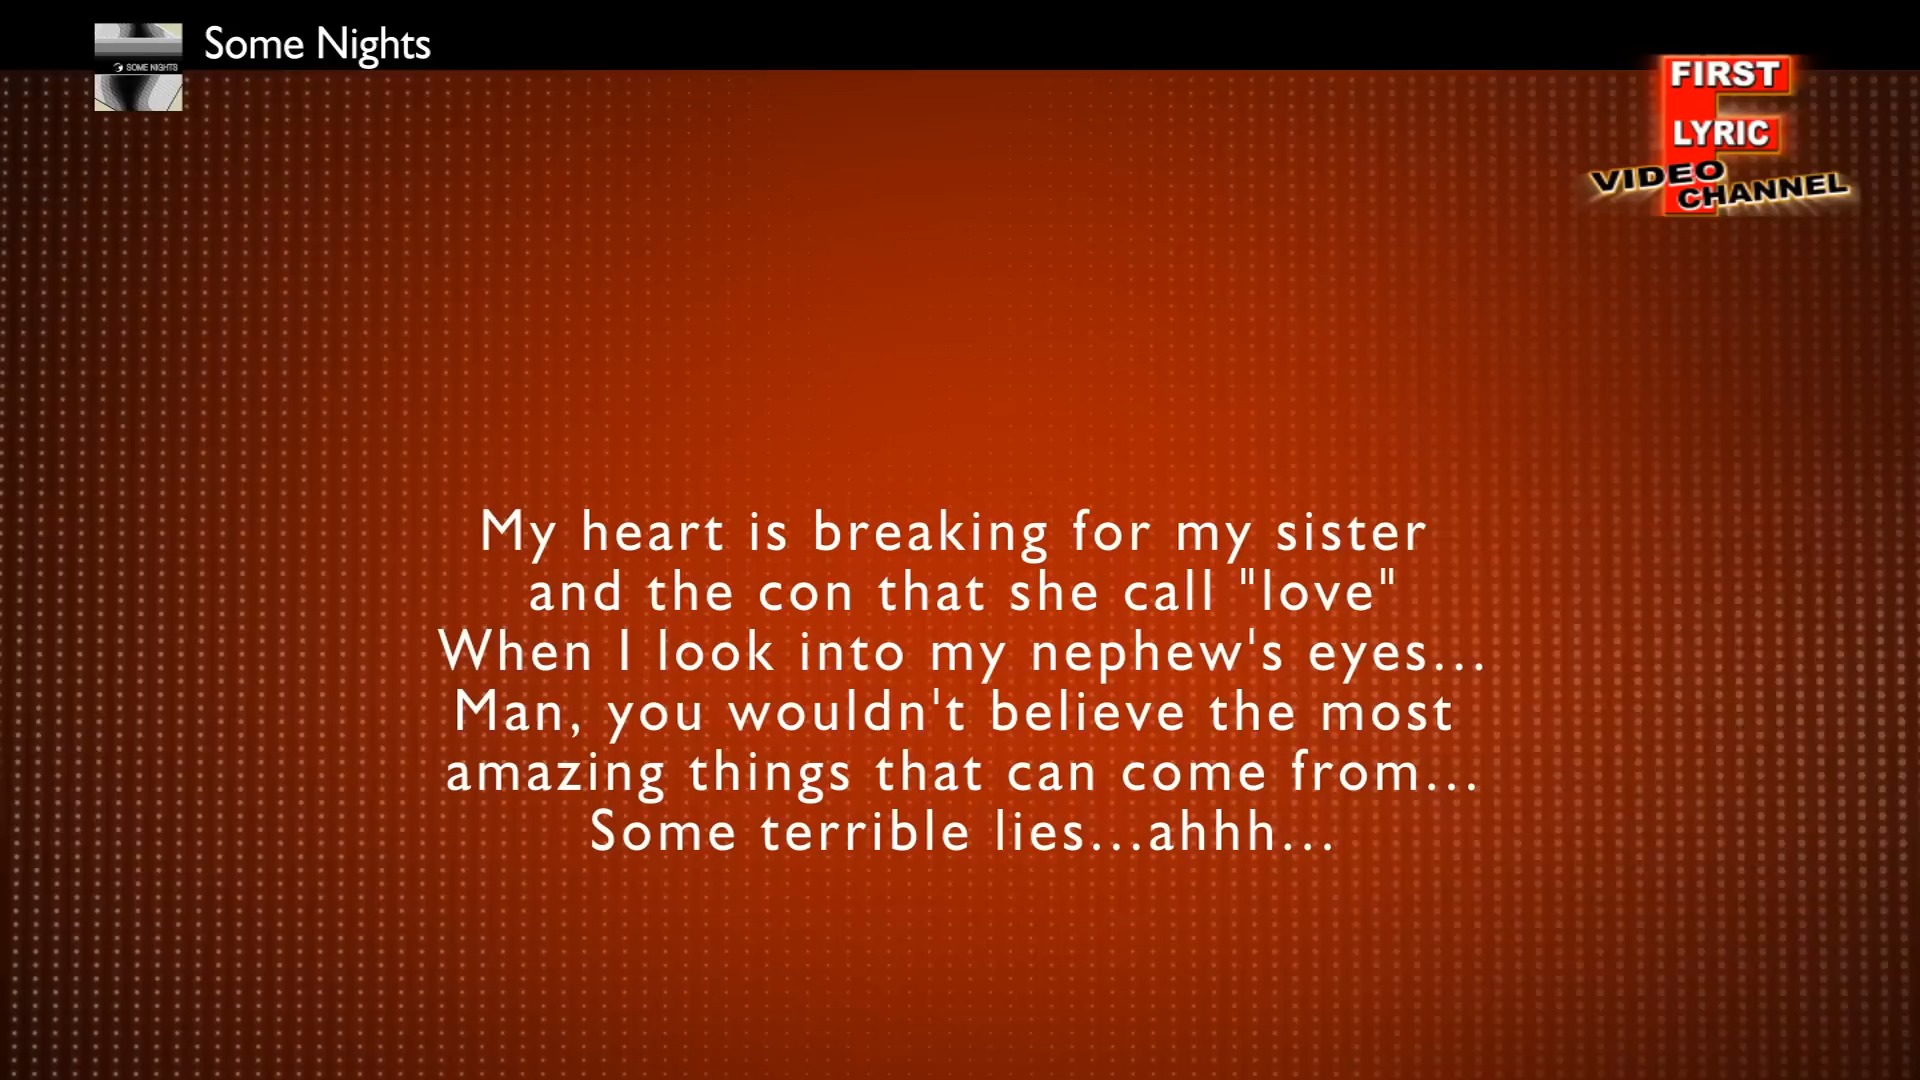 Some Nights
SOME NIGHTS
FIRST
LYRIC
VIDEO
CHANNEL
My heart is breaking for my sister
and the con that she call "love"
When I look into my nephew's eyes...
Man, you wouldn't believe the most
amazing things that can come from...
Some terrible lies...ahhh...